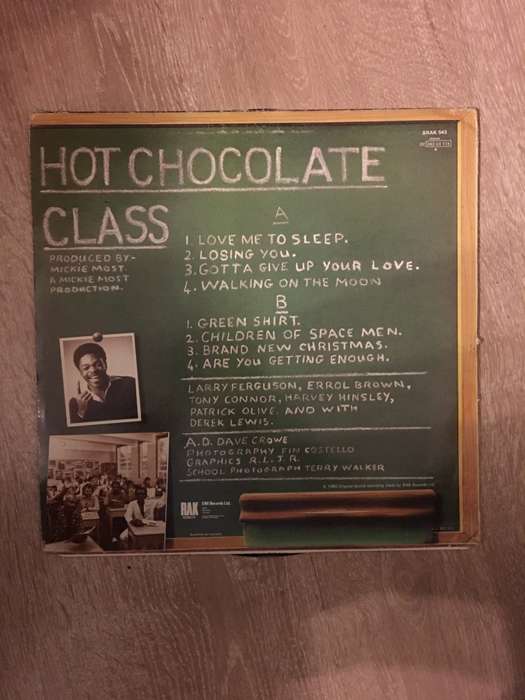 SRAK 543
HOT CHOCOLATE
CLASS
PRODUCED BY:-
MICKIE MOST.
A MICKIE MOST
PRODUCTION.
A
1. LOVE ME TO SLEEP.
2. LOSING YOU.
3. GOTTA GIVE UP YOUR LOVE.
4. WALKING ON THE MOON
B
1. GREEN SHIRT.
2. CHILDREN OF SPACE MEN.
3. BRAND NEW CHRISTMAS.
4. ARE YOU GETTING ENOUGH.
LARRY FERGUSON, ERROL BROWN,
TONY CONNOR, HARVEY HINSLEY,
PATRICK OLIVE. AND WITH
DEREK LEWIS.
A.D. DAVE CROWE
PHOTOGRAPHY FIN COSTELLO
GRAPHICS R.L.J.R.
SCHOOL PHOTOGRAPH TERRY WALKER
RAK
RAK Records Ltd.